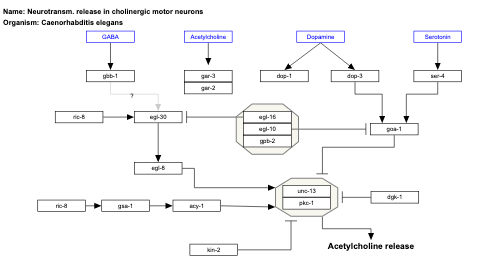 Name: Neurotransm. release in cholinergic motor neurons
Organism: Caenorhabditis elegans
GABA
Acetylcholine
Dopamine
Serotonin
gbb-1
gar-3
gar-2
dop-1
dop-3
ser-4
?
ric-8
egl-30
egl-16
egl-10
gpb-2
goa-1
egl-8
unc-13
pkc-1
dgk-1
ric-8
gsa-1
acy-1
kin-2
Acetylcholine release